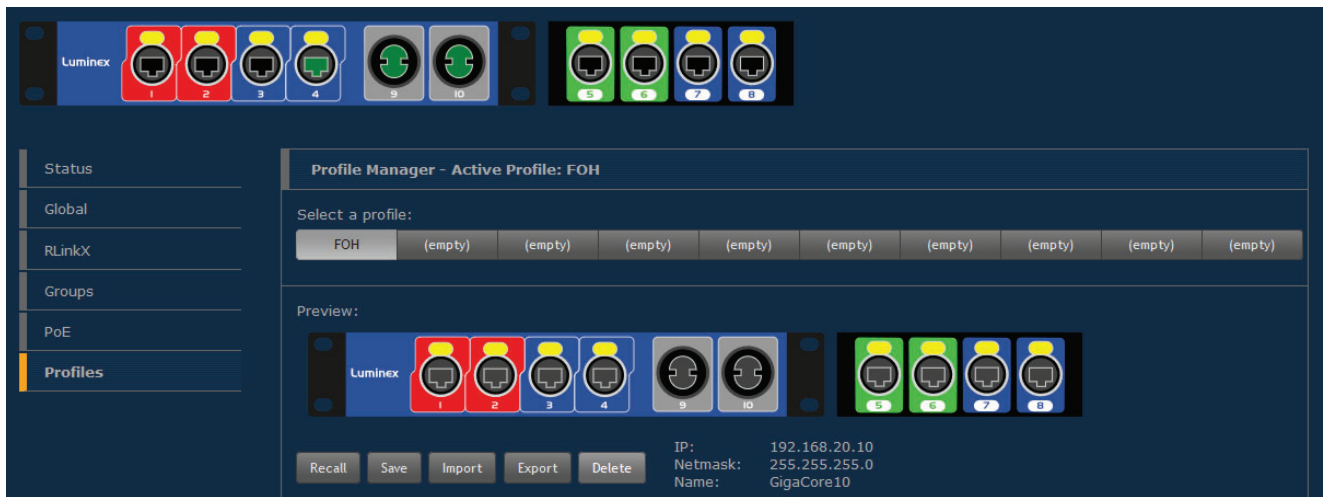 Luminex
1 2 3 4 9 10 5 6 7 8
Status
Global
RLinkX
Groups
PoE
Profiles
Profile Manager - Active Profile: FOH
Select a profile:
FOH (empty) (empty) (empty) (empty) (empty) (empty) (empty) (empty) (empty)
Preview:
Luminex
1 2 3 4 9 10 5 6 7 8
Recall Save Import Export Delete
IP: 192.168.20.10
Netmask: 255.255.255.0
Name: GigaCore10